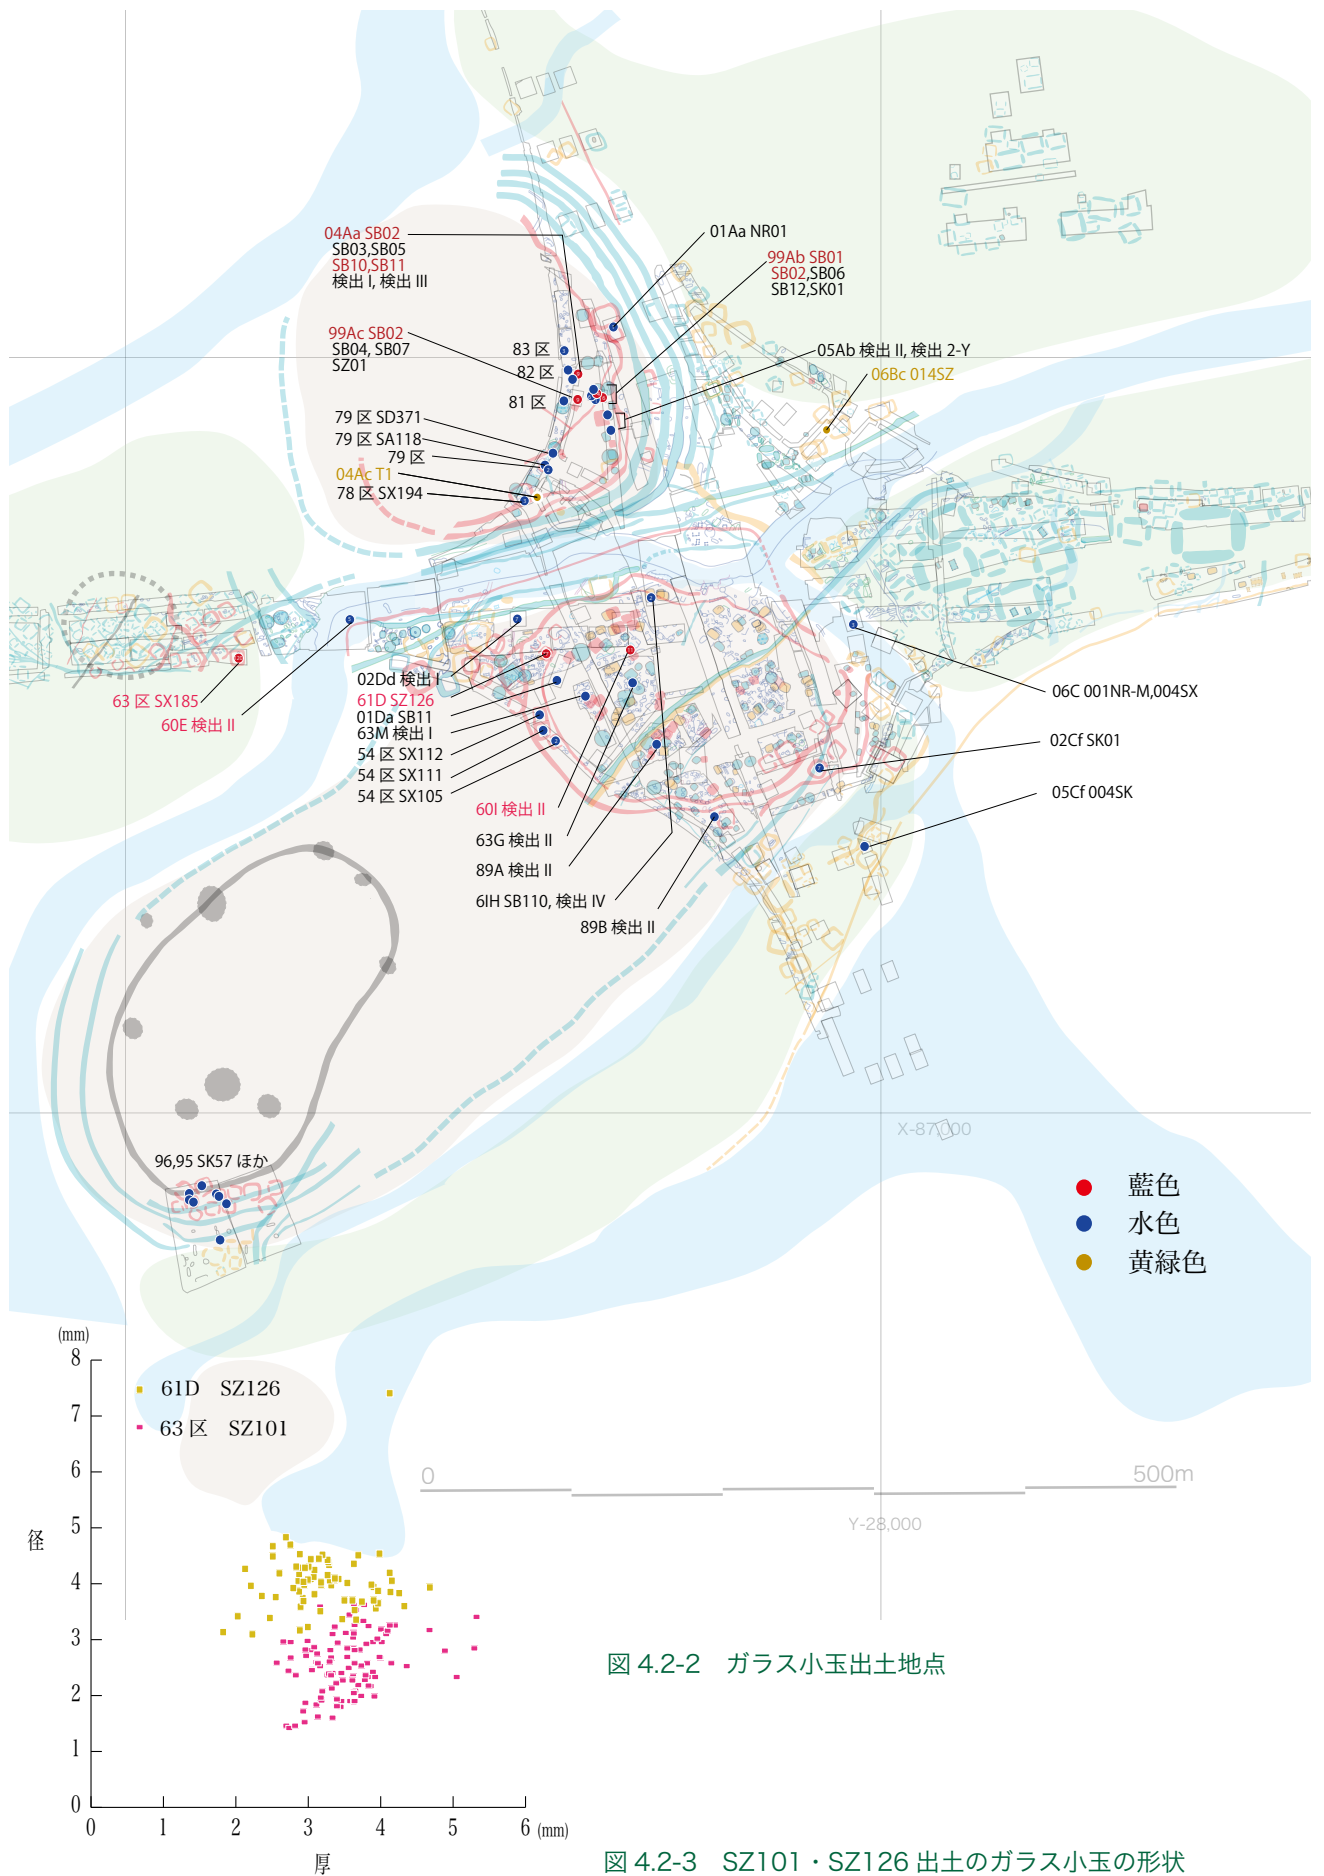 04Aa SB02
SB03,SB05
SB10,SB11
検出 I, 検出 III
01Aa NR01
99Ab SB01
SB02,SB06
SB12,SK01
99Ac SB02
SB04, SB07
SZ01
83 区
82 区
81 区
05Ab 検出 II, 検出 2-Y
06Bc 014SZ
79 区 SD371
79 区 SA118
79 区
04Ac T1
78 区 SX194
63 区 SX185
60E 検出 II
02Dd 検出 I
61D SZ126
01Da SB11
63M 検出 I
54 区 SX112
54 区 SX111
54 区 SX105
60I 検出 II
63G 検出 II
89A 検出 II
6IH SB110, 検出 IV
89B 検出 II
06C 001NR-M,004SX
02Cf SK01
05Cf 004SK
X-87,000
96,95 SK57 ほか
藍色
水色
黄緑色
(mm)
8
7
6
5
4
3
2
1
0
径
61D SZ126
63 区 SZ101
0
500m
Y-28,000
図 4.2-2 ガラス小玉出土地点
0 1 2 3 4 5 6 (mm)
厚
図 4.2-3 SZ101・SZ126 出土のガラス小玉の形状